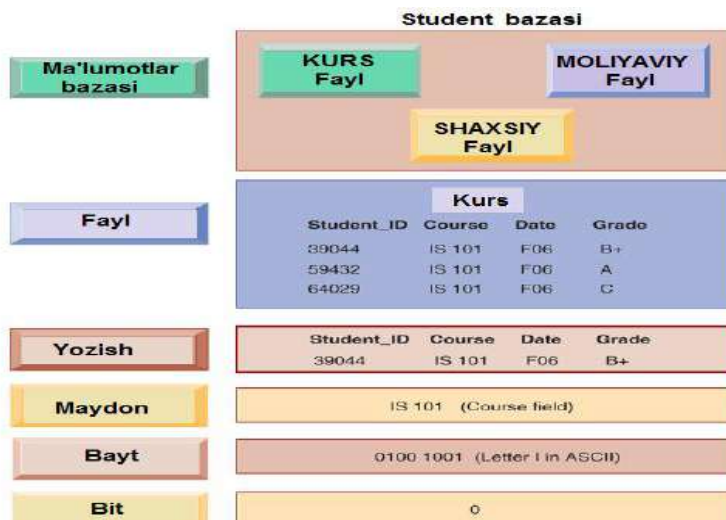 Student bazasi
Ma'lumotlar
bazasi
KURS
Fayl
MOLIYAVIY
Fayl
SHAXSIY
Fayl
Fayl
Kurs
Student_ID Course Date Grade
39044 IS 101 F06 B+
59432 IS 101 F06 A
64029 IS 101 F06 C
Yozish
Student_ID Course Date Grade
39044 IS 101 F06 B+
Maydon
IS 101 (Course field)
Bayt
0100 1001 (Letter I in ASCII)
Bit
0